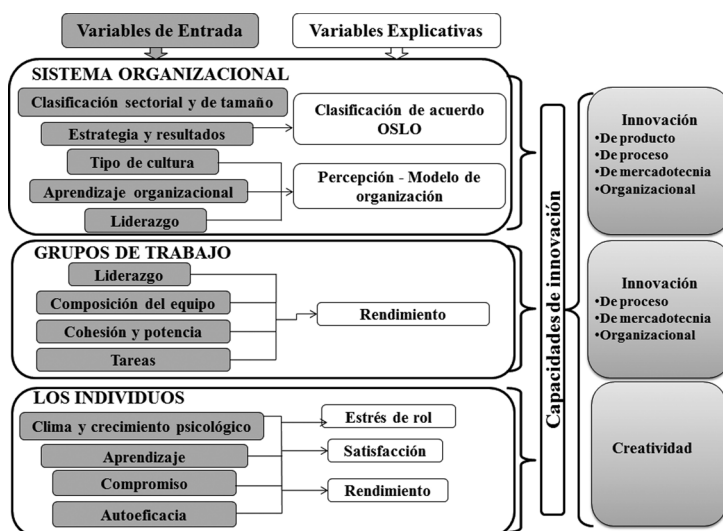 Variables de Entrada
Variables Explicativas
SISTEMA ORGANIZACIONAL
Clasificación sectorial y de tamaño
Estrategia y resultados
Tipo de cultura
Aprendizaje organizacional
Liderazgo
Clasificación de acuerdo
OSLO
Percepción - Modelo de
organización
GRUPOS DE TRABAJO
Liderazgo
Composición del equipo
Cohesión y potencia
Tareas
Rendimiento
LOS INDIVIDUOS
Clima y crecimiento psicológico
Aprendizaje
Compromiso
Autoeficacia
Estrés de rol
Satisfacción
Rendimiento
Capacidades de innovación
Innovación
•De producto
•De proceso
•De mercadotecnia
•Organizacional
Innovación
•De proceso
•De mercadotecnia
•Organizacional
Creatividad